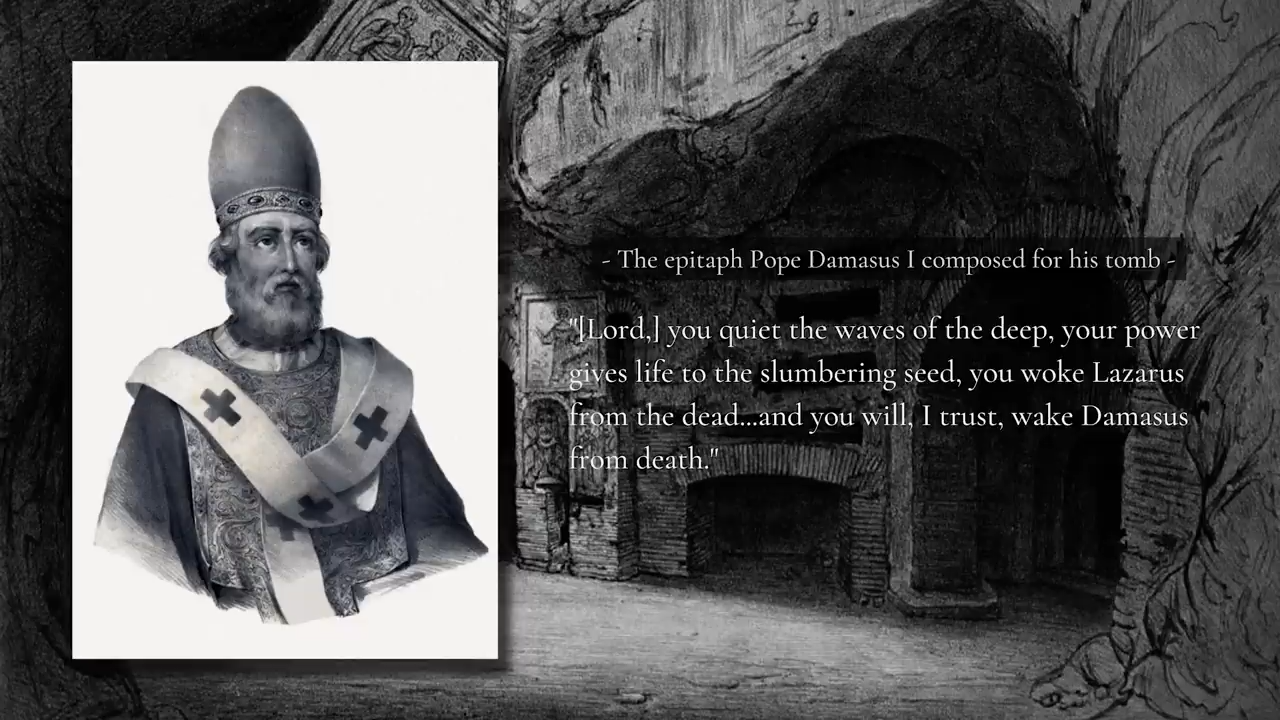 - The epitaph Pope Damasus I composed for his tomb -
"[Lord,] you quiet the waves of the deep, your power
gives life to the slumbering seed, you woke Lazarus
from the dead...and you will, I trust, wake Damasus
from death."